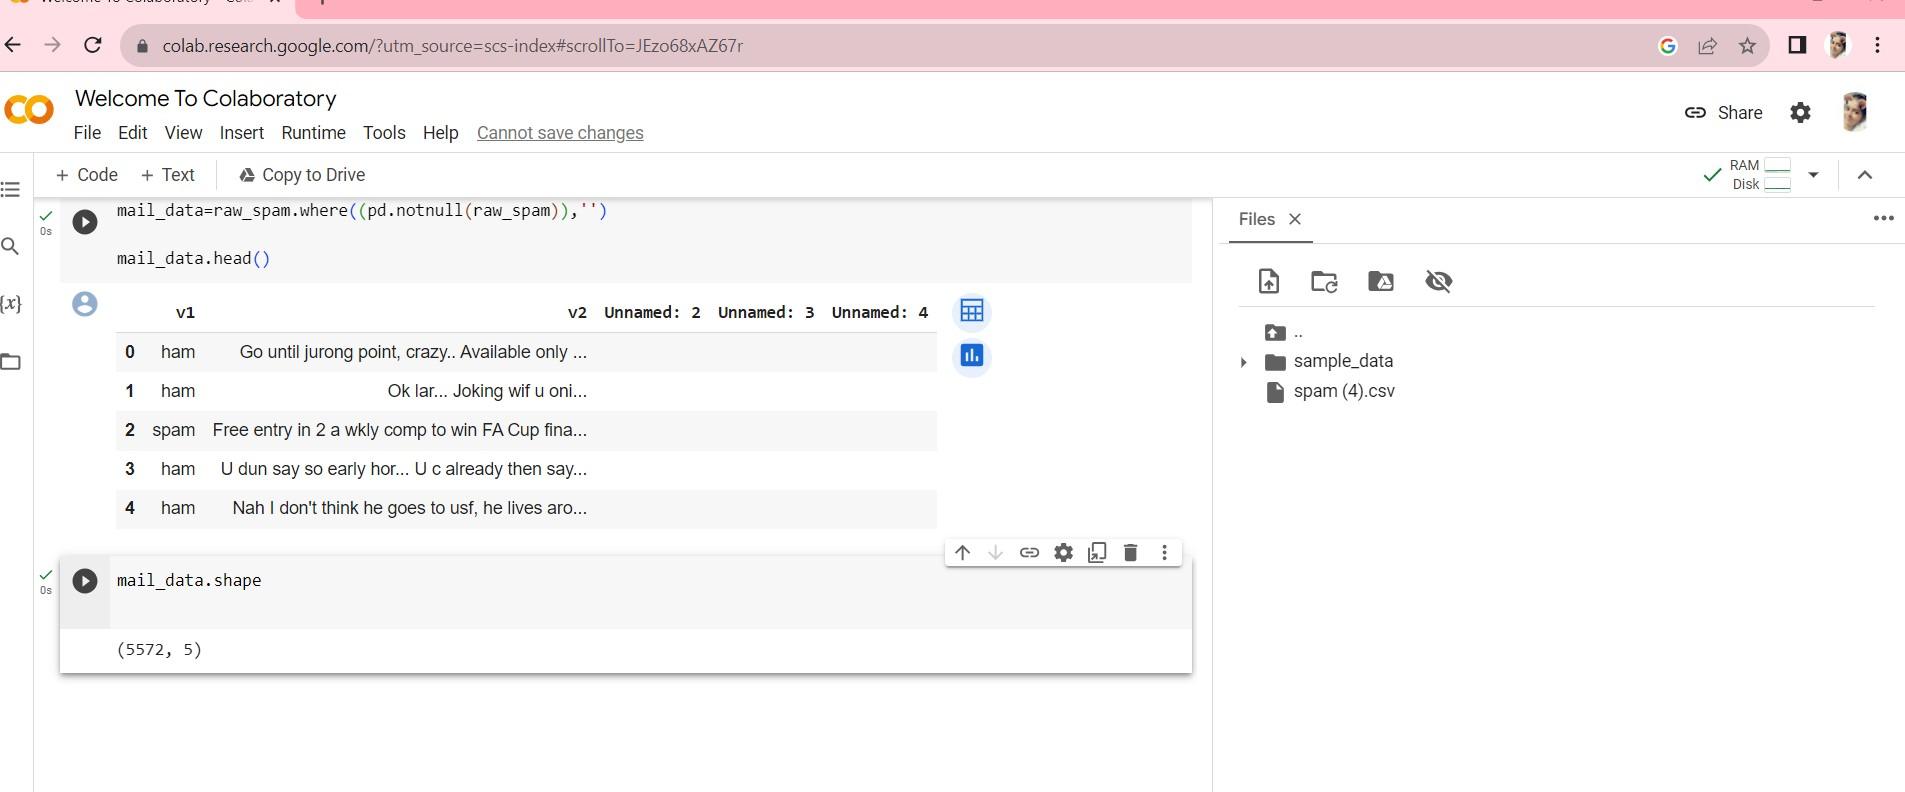 colab.research.google.com/?utm_source=scs-index#scrollTo=JEzo68xAZ67r
Welcome To Colaboratory
File Edit View Insert Runtime Tools Help Cannot save changes
Share
+ Code + Text Copy to Drive
RAM
Disk
mail_data=raw_spam.where((pd.notnull(raw_spam)),'')
0s
mail_data.head()
v1 v2 Unnamed: 2 Unnamed: 3 Unnamed: 4
0 ham Go until jurong point, crazy.. Available only ...
1 ham Ok lar... Joking wif u oni...
2 spam Free entry in 2 a wkly comp to win FA Cup fina...
3 ham U dun say so early hor... U c already then say...
4 ham Nah I don't think he goes to usf, he lives aro...
mail_data.shape
0s
(5572, 5)
{x}
Files
..
sample_data
spam (4).csv